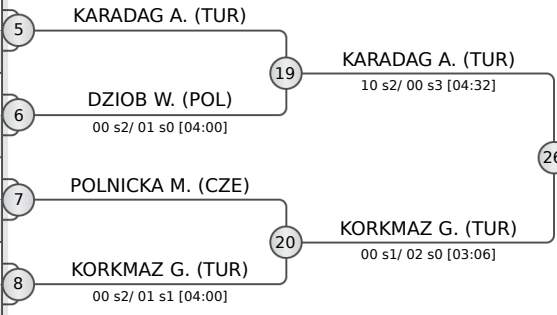 KARADAG A. (TUR)
5
19
KARADAG A. (TUR)
10 s2/ 00 s3 [04:32]
DZIOB W. (POL)
6
00 s2/ 01 s0 [04:00]
26
POLNICKA M. (CZE)
7
20
KORKMAZ G. (TUR)
00 s1/ 02 s0 [03:06]
KORKMAZ G. (TUR)
8
00 s2/ 01 s1 [04:00]